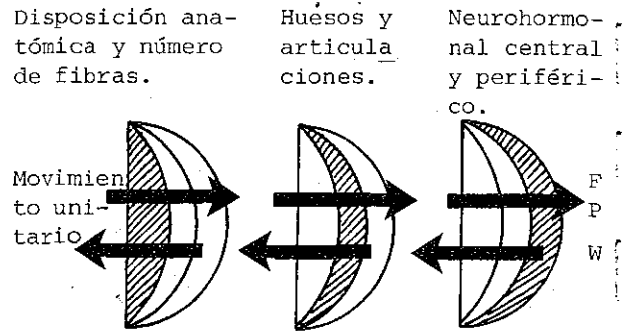 Disposición ana-
tómica y número
de fibras.
Huesos y
articula
ciones.
Neurohormo-
nal central
y periféri-
co.
Movimien
to uni-
tario
F
P
W